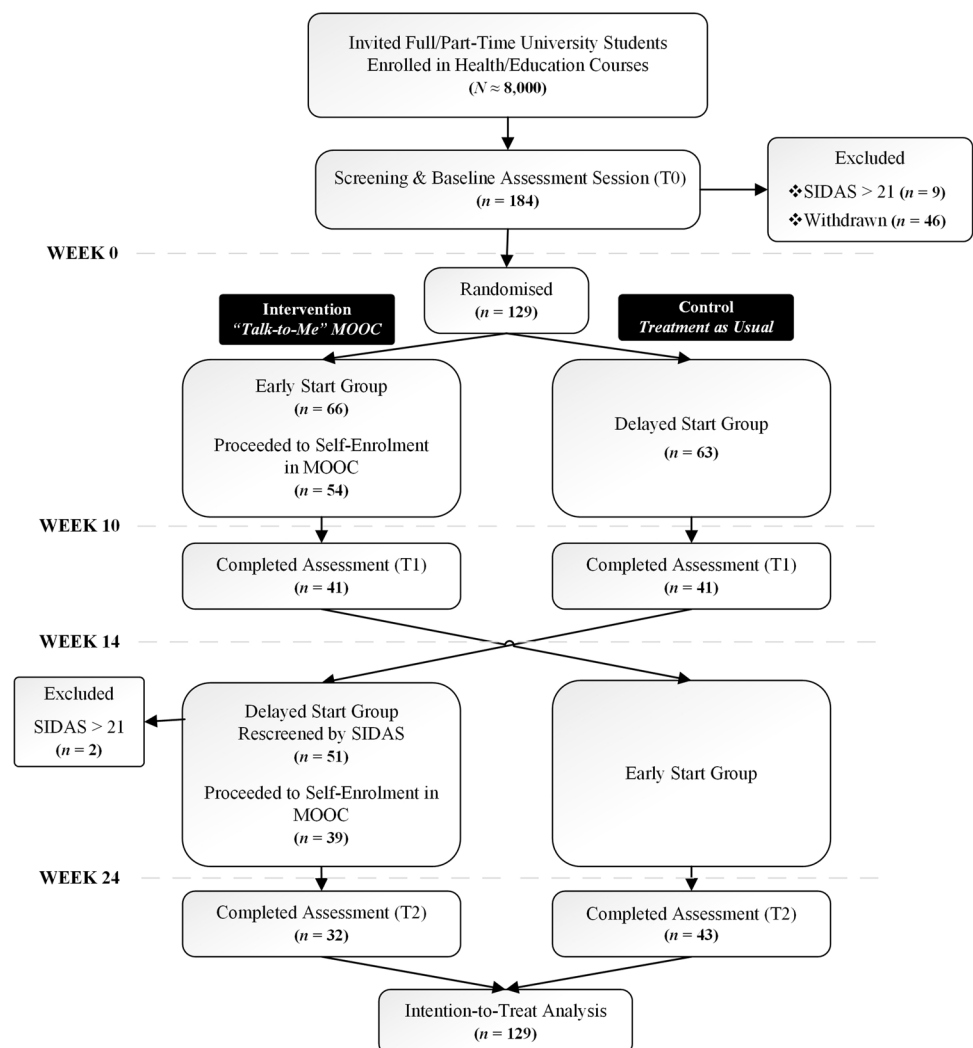 Invited Full/Part-Time University Students
Enrolled in Health/Education Courses
(N ≈ 8,000)
Screening & Baseline Assessment Session (T0)
(n = 184)
Excluded
❖SIDAS > 21 (n = 9)
❖Withdrawn (n = 46)
WEEK 0
Randomised
(n = 129)
Intervention
“Talk-to-Me” MOOC
Control
Treatment as Usual
Early Start Group
(n = 66)
Proceeded to Self-Enrolment
in MOOC
(n = 54)
Delayed Start Group
(n = 63)
WEEK 10
Completed Assessment (T1)
(n = 41)
Completed Assessment (T1)
(n = 41)
WEEK 14
Excluded
SIDAS > 21
(n = 2)
Delayed Start Group
Rescreened by SIDAS
(n = 51)
Proceeded to Self-Enrolment in
MOOC
(n = 39)
Early Start Group
WEEK 24
Completed Assessment (T2)
(n = 32)
Completed Assessment (T2)
(n = 43)
Intention-to-Treat Analysis
(n = 129)